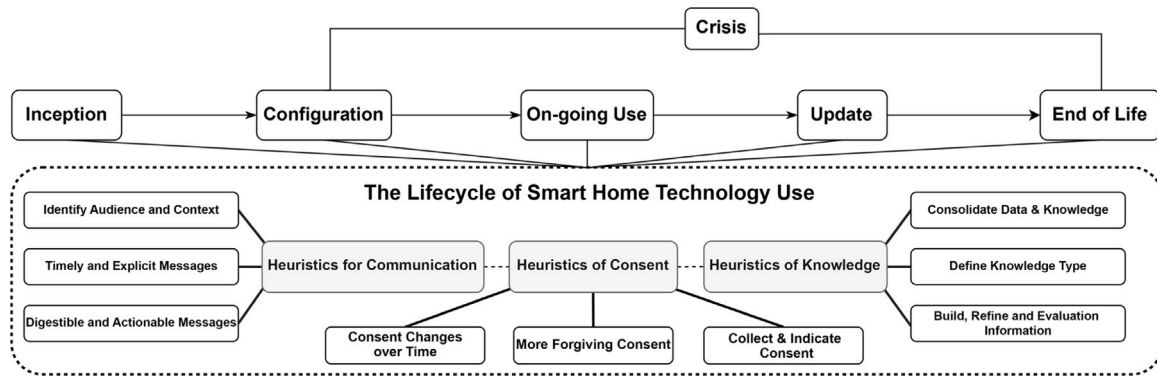 Crisis
Inception
Configuration
On-going Use
Update
End of Life
The Lifecycle of Smart Home Technology Use
Identify Audience and Context
Timely and Explicit Messages
Digestible and Actionable Messages
Heuristics for Communication
Heuristics of Consent
Heuristics of Knowledge
Consent Changes
over Time
More Forgiving Consent
Collect & Indicate
Consent
Consolidate Data & Knowledge
Define Knowledge Type
Build, Refine and Evaluation
Information